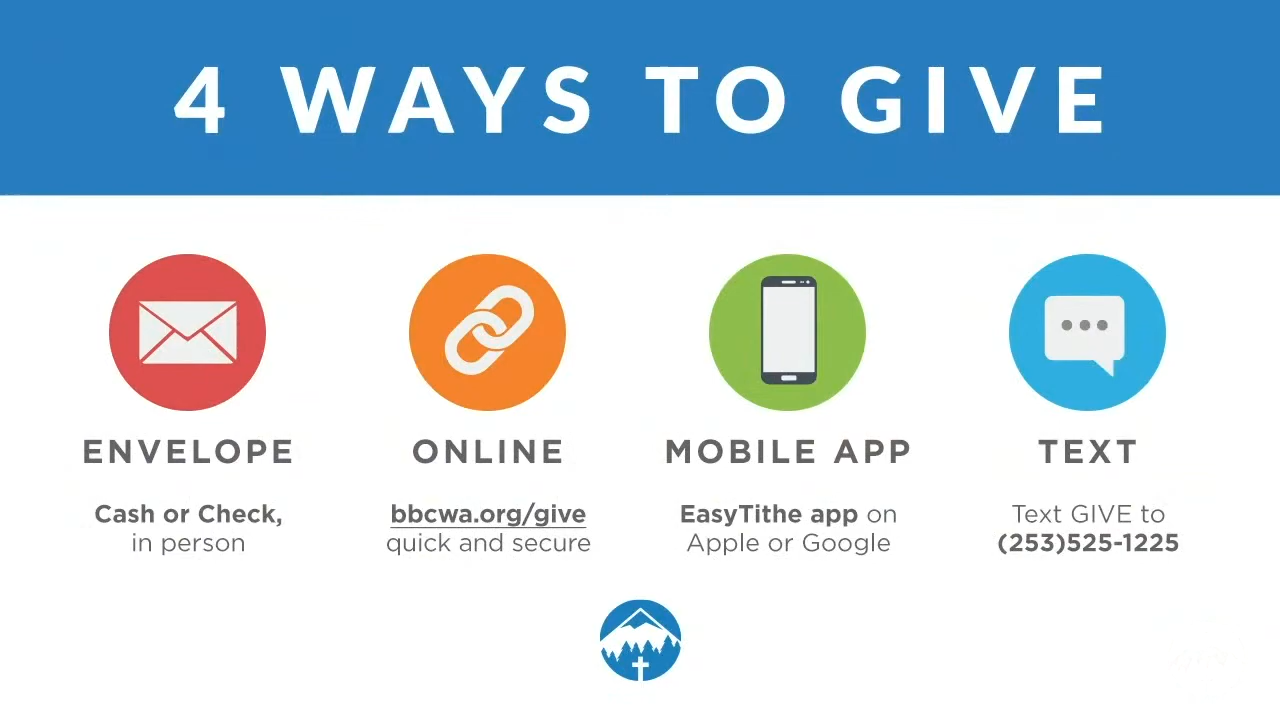 4 WAYS TO GIVE
ENVELOPE
Cash or Check,
in person
ONLINE
bbcwa.org/give
quick and secure
MOBILE APP
EasyTithe app on
Apple or Google
TEXT
Text GIVE to
(253)525-1225